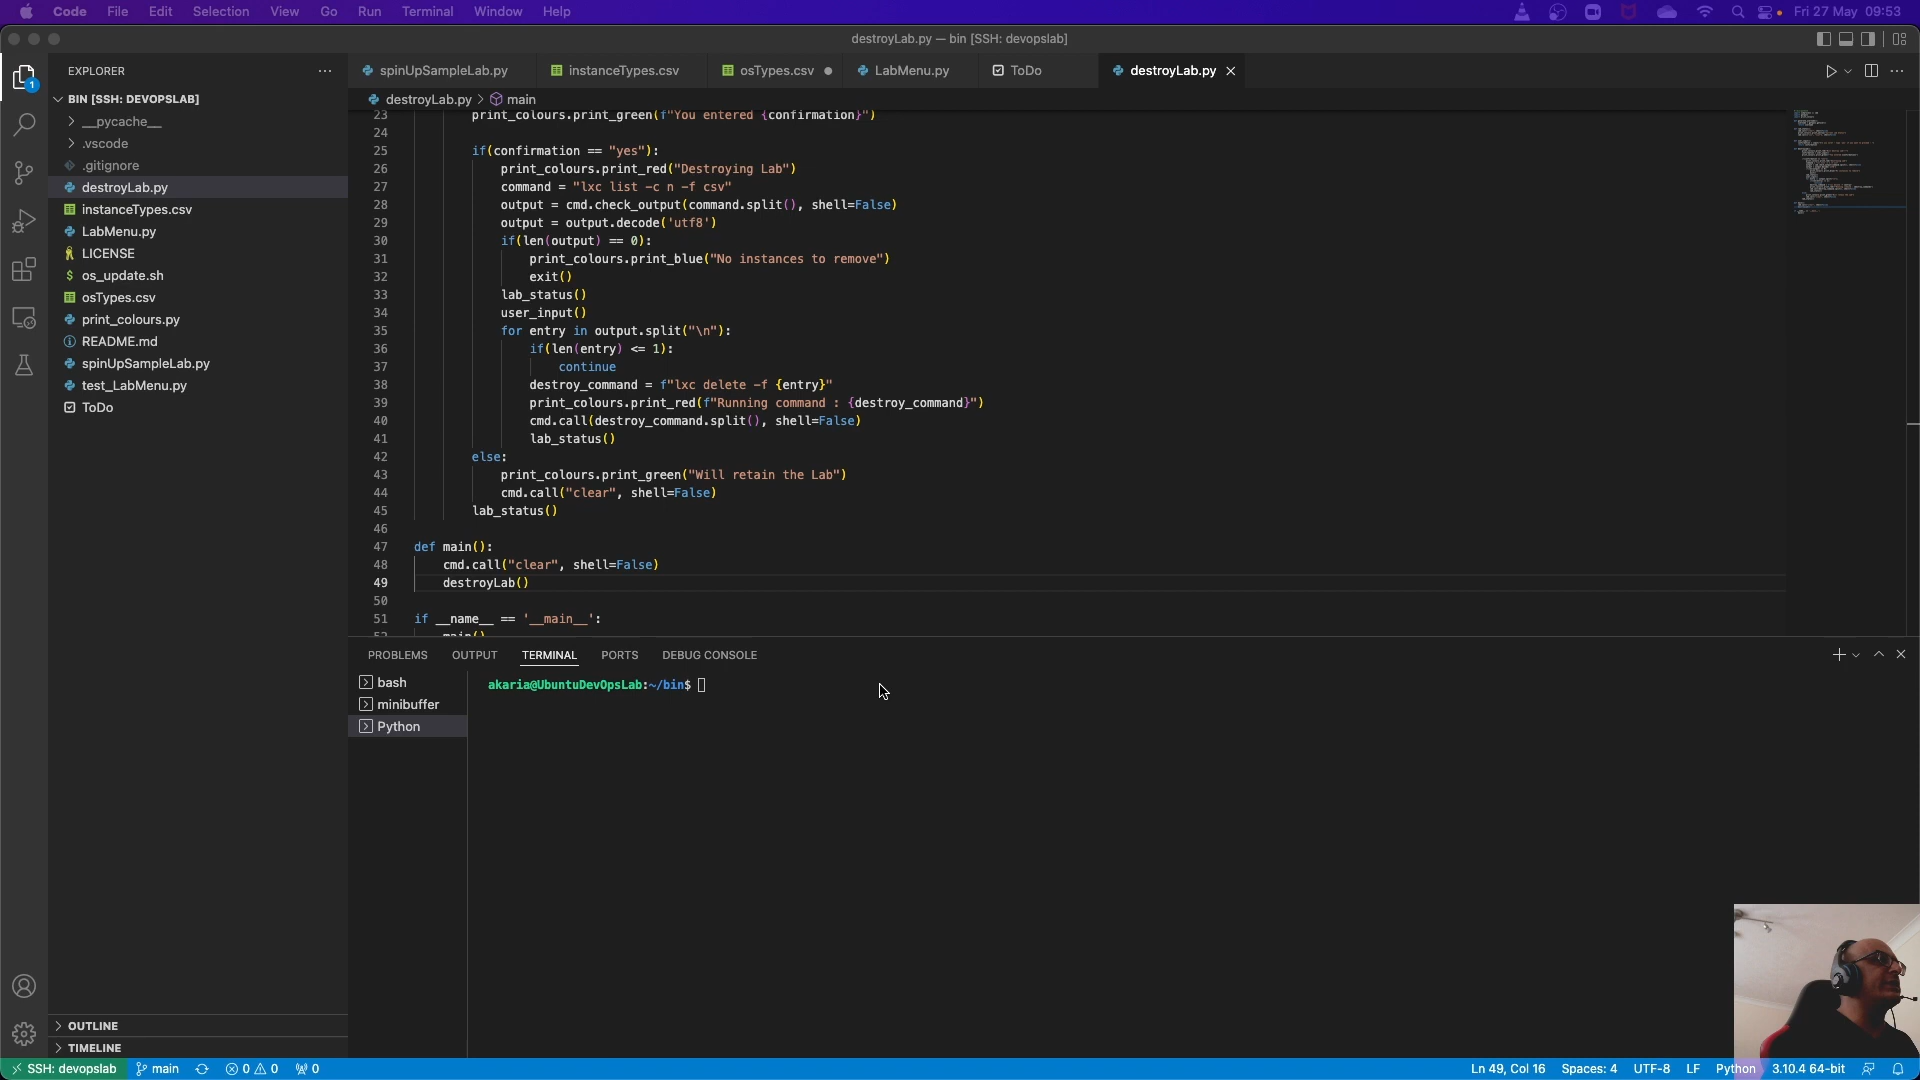 Code File Edit Selection View Go Run Terminal Window Help Fri 27 May 09:53
destroyLab.py — bin [SSH: devopslab]
EXPLORER
spinUpSampleLab.py instanceTypes.csv osTypes.csv LabMenu.py ToDo destroyLab.py
BIN [SSH: DEVOPSLAB]
__pycache__
.vscode
.gitignore
destroyLab.py
instanceTypes.csv
LabMenu.py
LICENSE
os_update.sh
osTypes.csv
print_colours.py
README.md
spinUpSampleLab.py
test_LabMenu.py
ToDo
OUTLINE
TIMELINE
destroyLab.py > main
23 print_colours.print_green(f"You entered {confirmation}")
24
25 if(confirmation == "yes"):
26 print_colours.print_red("Destroying Lab")
27 command = "lxc list -c n -f csv"
28 output = cmd.check_output(command.split(), shell=False)
29 output = output.decode('utf8')
30 if(len(output) == 0):
31 print_colours.print_blue("No instances to remove")
32 exit()
33 lab_status()
34 user_input()
35 for entry in output.split("\n"):
36 if(len(entry) <= 1):
37 continue
38 destroy_command = f"lxc delete -f {entry}"
39 print_colours.print_red(f"Running command : {destroy_command}")
40 cmd.call(destroy_command.split(), shell=False)
41 lab_status()
42 else:
43 print_colours.print_green("Will retain the Lab")
44 cmd.call("clear", shell=False)
45 lab_status()
46
47 def main():
48 cmd.call("clear", shell=False)
49 destroyLab()
50
51 if __name__ == '__main__':
52 main()
PROBLEMS OUTPUT TERMINAL PORTS DEBUG CONSOLE
bash
minibuffer
Python
akaria@UbuntuDevOpsLab:~/bin$
1
SSH: devopslab main 0 0 0 Ln 49, Col 16 Spaces: 4 UTF-8 LF Python 3.10.4 64-bit